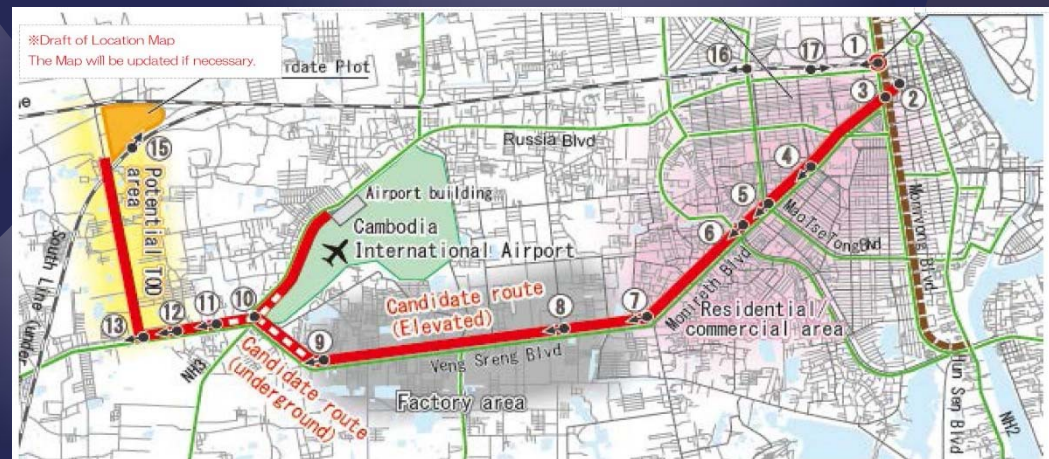 ※Draft of Location Map
The Map will be updated if necessary.
Plot
Russia Blvd
Airport building
Cambodia
International Airport
Potential TOD
area
South Line
Candidate route
(Elevated)
Candidate route
(underground)
Veng Sreng Blvd
Factory area
NH3
Monireth Blvd
Mao Tse Tong Blvd
Monivong Blvd
Residential/
commercial area
Hun Sen Blvd
NH2
1
2
3
4
5
6
7
8
9
10
11
12
13
15
16
17